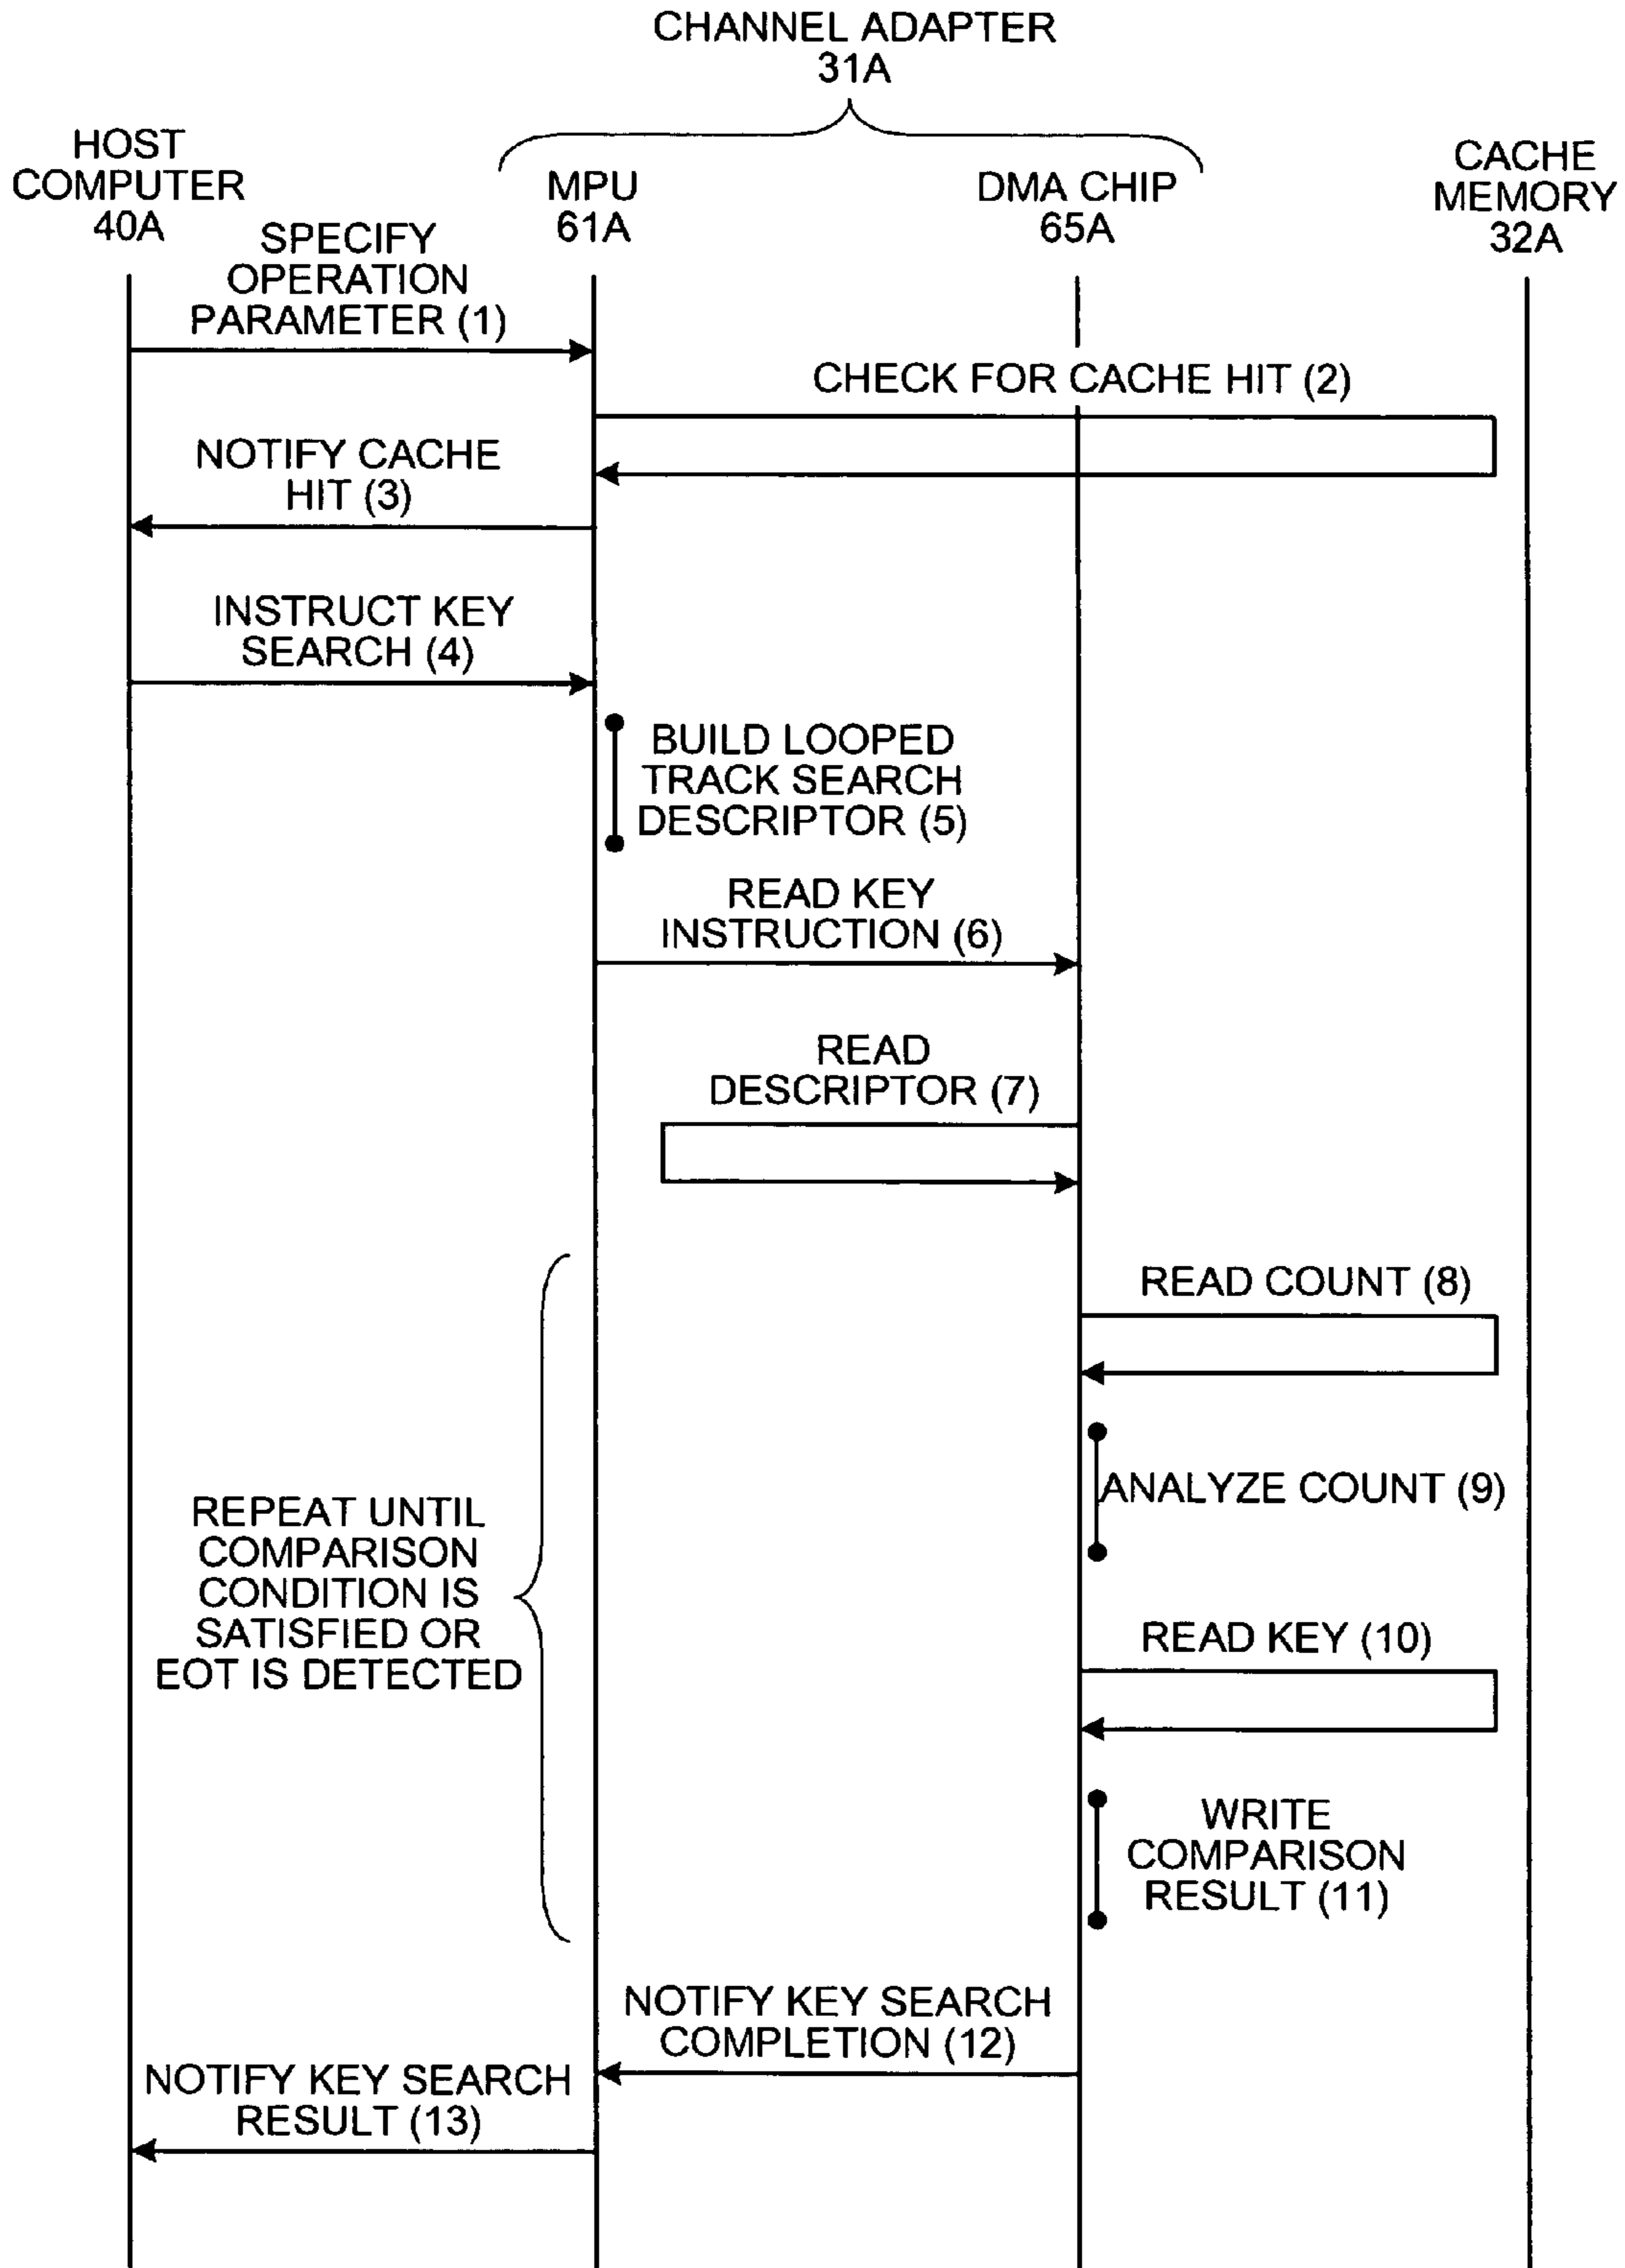 CHANNEL ADAPTER
31A
HOST
COMPUTER
40A
MPU
61A
DMA CHIP
65A
CACHE
MEMORY
32A
SPECIFY
OPERATION
PARAMETER (1)
CHECK FOR CACHE HIT (2)
NOTIFY CACHE
HIT (3)
INSTRUCT KEY
SEARCH (4)
BUILD LOOPED
TRACK SEARCH
DESCRIPTOR (5)
READ KEY
INSTRUCTION (6)
READ
DESCRIPTOR (7)
READ COUNT (8)
ANALYZE COUNT (9)
REPEAT UNTIL
COMPARISON
CONDITION IS
SATISFIED OR
EOT IS DETECTED
READ KEY (10)
WRITE
COMPARISON
RESULT (11)
NOTIFY KEY SEARCH
COMPLETION (12)
NOTIFY KEY SEARCH
RESULT (13)